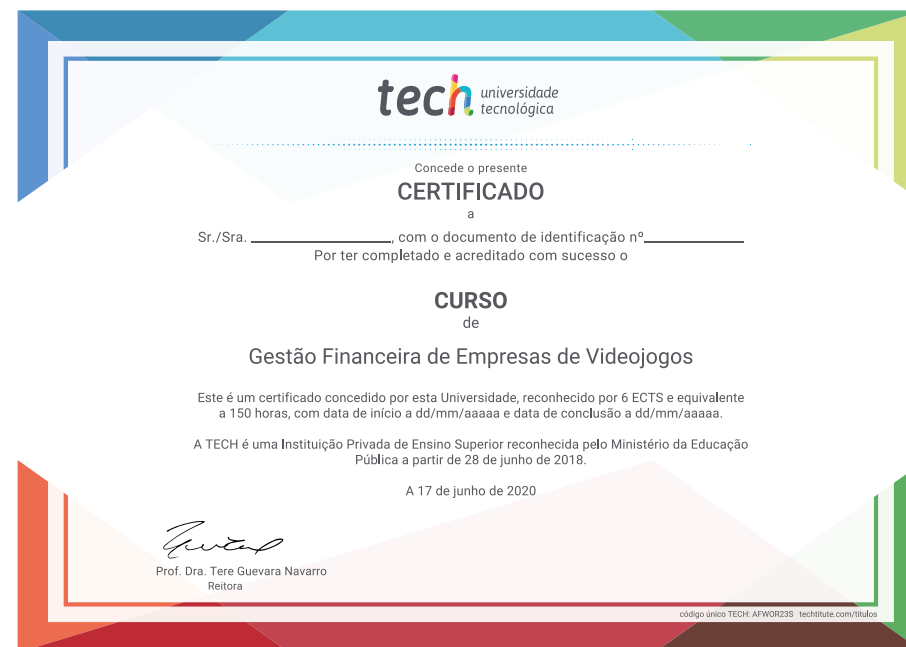 tech universidade
tecnológica
Concede o presente
CERTIFICADO
a
Sr./Sra. ____________________, com o documento de identificação nº______________
Por ter completado e acreditado com sucesso o
CURSO
de
Gestão Financeira de Empresas de Videojogos
Este é um certificado concedido por esta Universidade, reconhecido por 6 ECTS e equivalente
a 150 horas, com data de início a dd/mm/aaaaa e data de conclusão a dd/mm/aaaaa.
A TECH é uma Instituição Privada de Ensino Superior reconhecida pelo Ministério da Educação
Pública a partir de 28 de junho de 2018.
A 17 de junho de 2020
Prof. Dra. Tere Guevara Navarro
Reitora
código único TECH: AFWOR23S techtitute.com/titulos